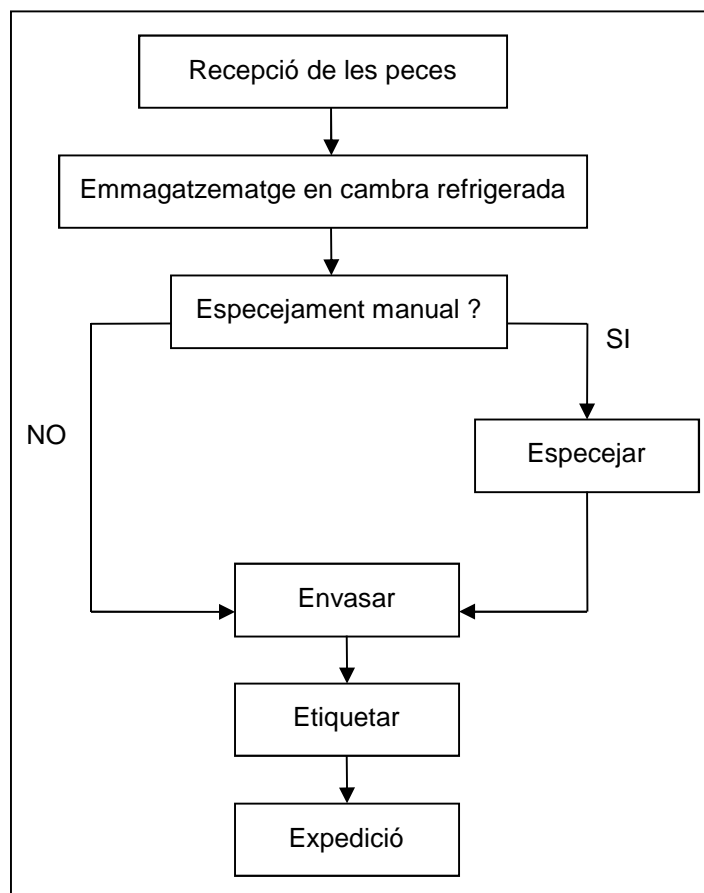 Recepció de les peces
Emmagatzematge en cambra refrigerada
Especejament manual ?
SI
NO
Especejar
Envasar
Etiquetar
Expedició